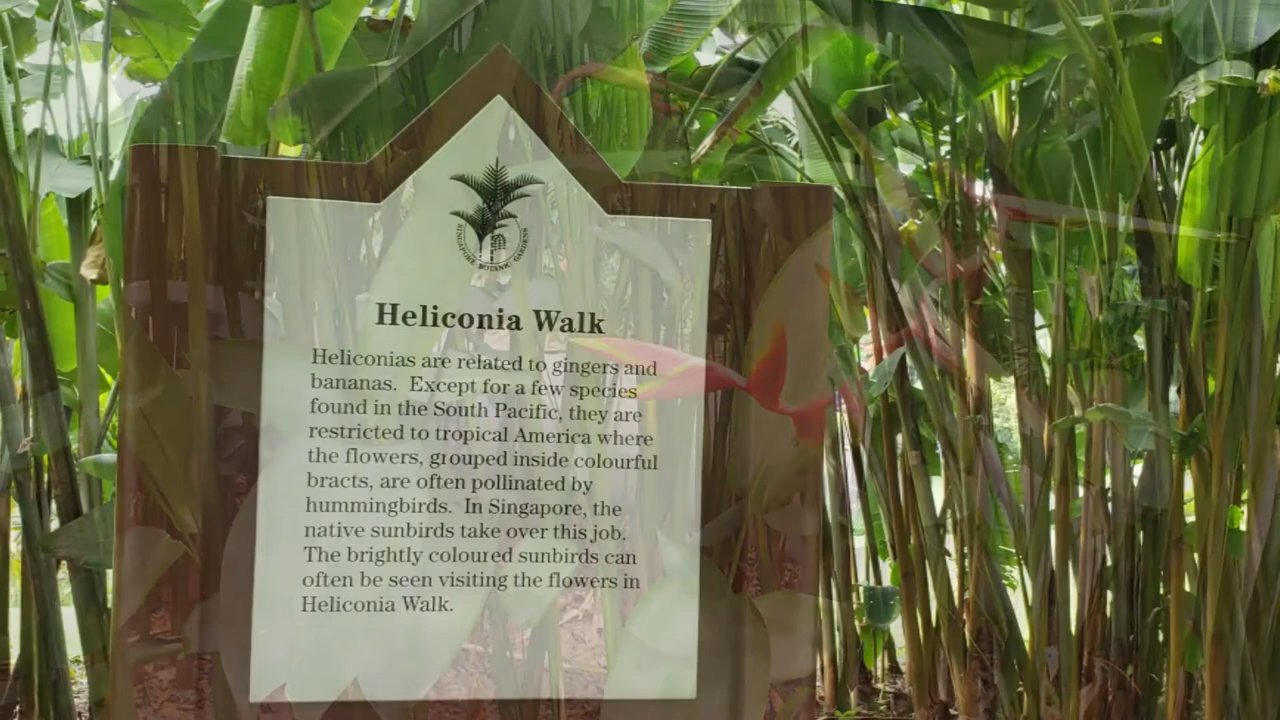 SINGAPORE BOTANIC GARDENS
Heliconia Walk
Heliconias are related to gingers and
bananas. Except for a few species
found in the South Pacific, they are
restricted to tropical America where
the flowers, grouped inside colourful
bracts, are often pollinated by
hummingbirds. In Singapore, the
native sunbirds take over this job.
The brightly coloured sunbirds can
often be seen visiting the flowers in
Heliconia Walk.